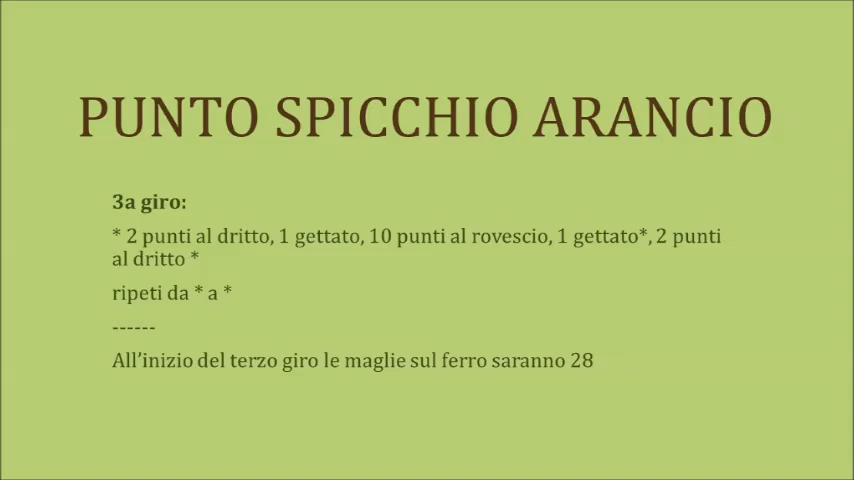 PUNTO SPICCHIO ARANCIO
3a giro:
* 2 punti al dritto, 1 gettato, 10 punti al rovescio, 1 gettato*, 2 punti
al dritto *
ripeti da * a *
------
All’inizio del terzo giro le maglie sul ferro saranno 28